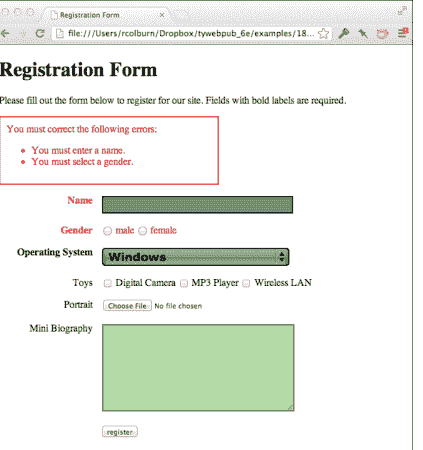 Registration Form
file:///Users/rcolburn/Dropbox/tywebpub_6e/examples/18...
Registration Form
Please fill out the form below to register for our site. Fields with bold labels are required.
You must correct the following errors:
You must enter a name.
You must select a gender.
Name
Gender male female
Operating System Windows
Toys Digital Camera MP3 Player Wireless LAN
Portrait Choose File No file chosen
Mini Biography
register